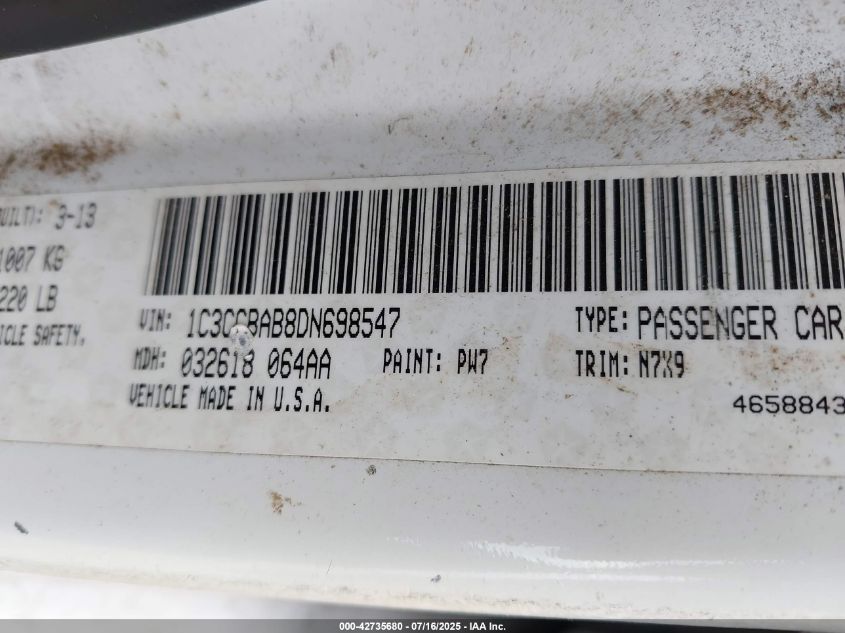 UILT): 3-13
1007 KG
220 LB
ICLE SAFETY.
VIN: 1C3CCBAB8DN698547 TYPE: PASSENGER CAR
MDH: 032618 064AA PAINT: PW7 TRIM: N7X9
VEHICLE MADE IN U.S.A.
4658843
000-42735680 - 07/16/2025 - IAA Inc.